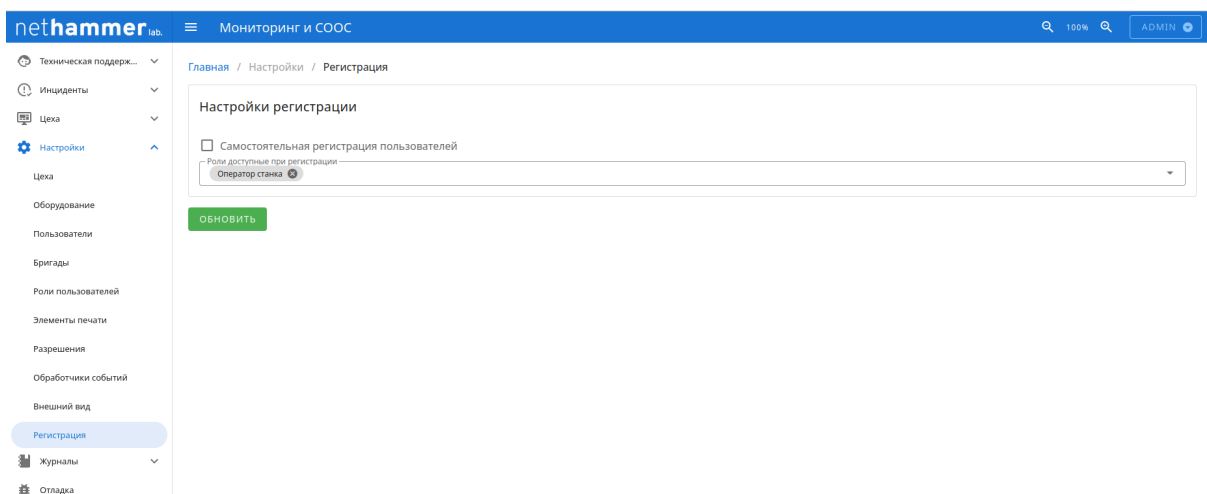 nethammer lab.
Мониторинг и СООС
100%
ADMIN
Техническая поддерж...
Инциденты
Цеха
Настройки
Цеха
Оборудование
Пользователи
Бригады
Роли пользователей
Элементы печати
Разрешения
Обработчики событий
Внешний вид
Регистрация
Журналы
Отладка
Главная / Настройки / Регистрация
Настройки регистрации
Самостоятельная регистрация пользователей
Роли доступные при регистрации
Оператор станка
ОБНОВИТЬ